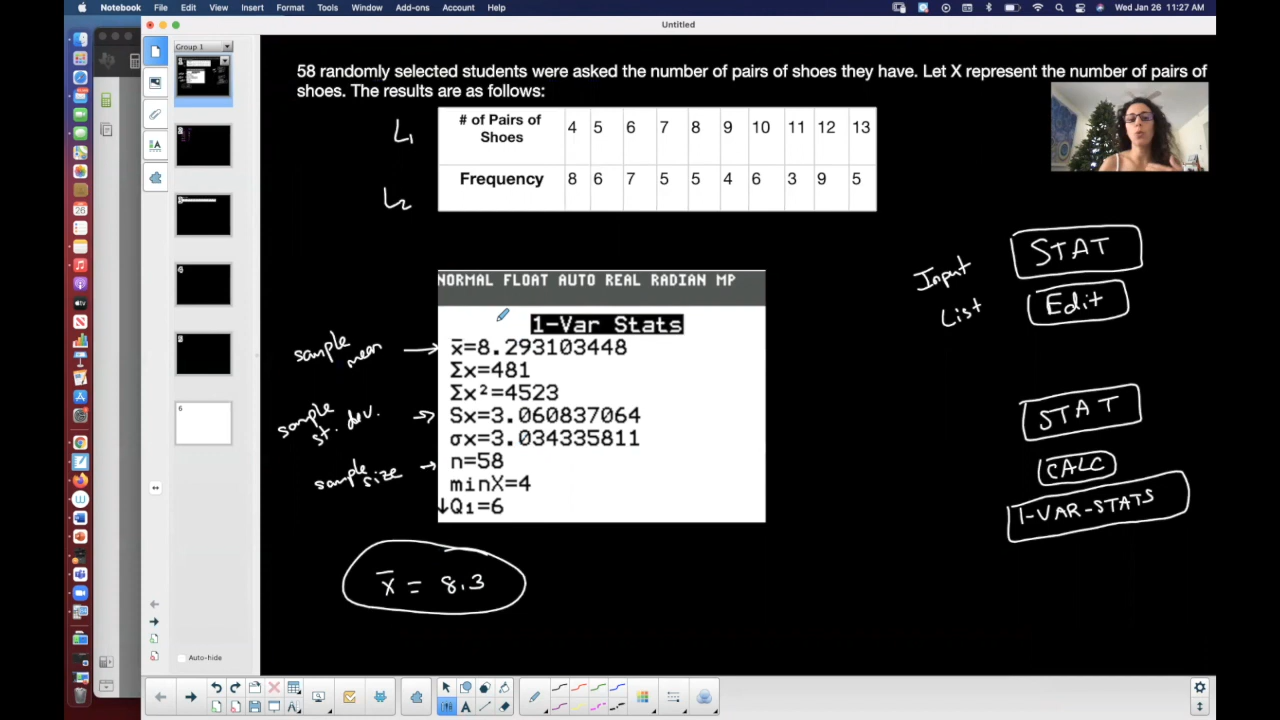 Notebook File Edit View Insert Format Tools Window Add-ons Account Help
Wed Jan 26 11:27 AM
Untitled
Group 1
58 randomly selected students were asked the number of pairs of shoes they have. Let X represent the number of pairs of
shoes. The results are as follows:
L1 # of Pairs of Shoes 4 5 6 7 8 9 10 11 12 13
L2 Frequency 8 6 7 5 5 4 6 3 9 5
NORMAL FLOAT AUTO REAL RADIAN MP
1-Var Stats
sample mean → x̄=8.293103448
Σx=481
Σx²=4523
sample st. dev. → Sx=3.060837064
σx=3.034335811
sample size → n=58
minX=4
↓Q1=6
x̄ = 8.3
Input List
STAT
Edit
STAT
CALC
1-VAR-STATS
6
Auto-hide